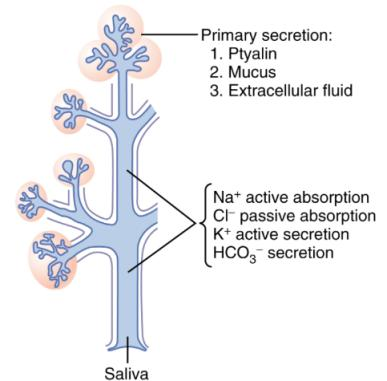 Primary secretion:
1. Ptyalin
2. Mucus
3. Extracellular fluid
Na⁺ active absorption
Cl⁻ passive absorption
K⁺ active secretion
HCO₃⁻ secretion
Saliva